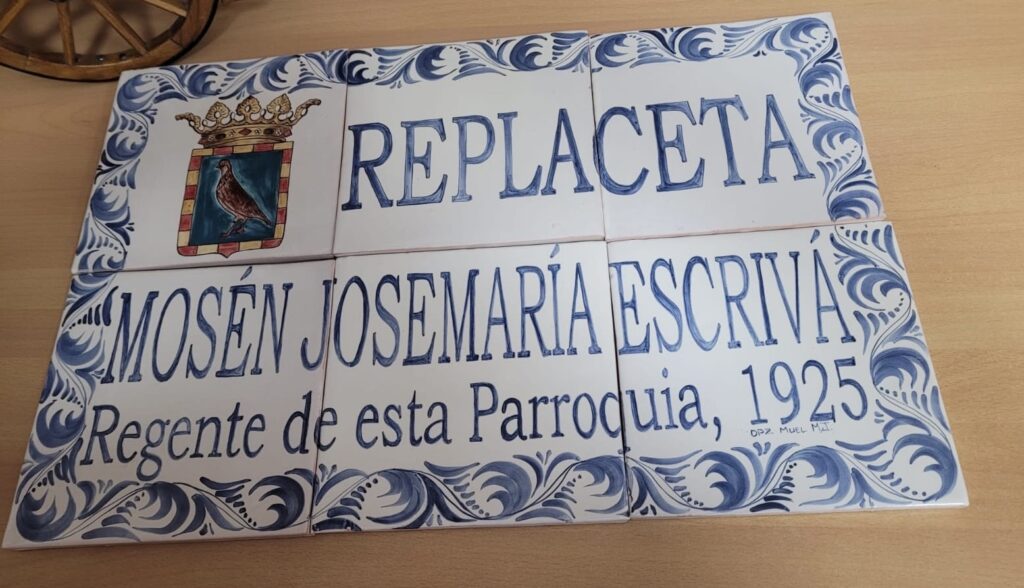 REPLACETA
MOSÉN JOSEMARÍA ESCRIVÁ
Regente de esta Parroquia, 1925
DPZ. MUEL M.J.